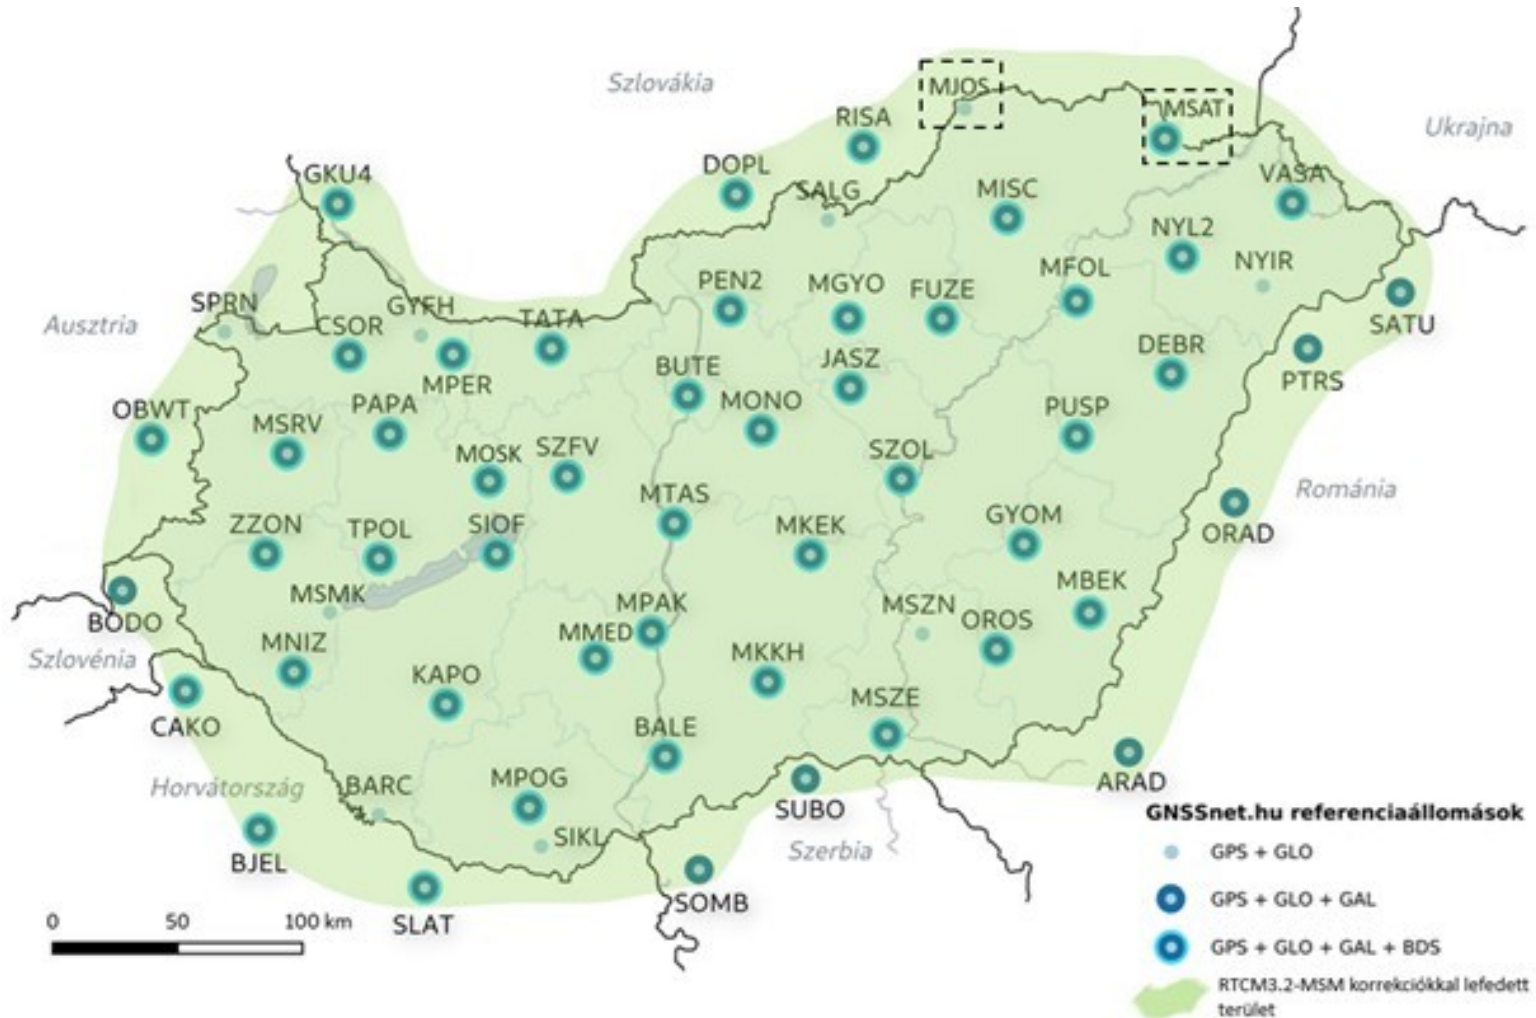 Szlovákia
MJOS
MSAT
RISA
Ukrajna
DOPL
GKU4
SALG
MISC
VASA
NYL2
NYIR
MFOL
PEN2
MGYO
FUZE
SPRN
GYFH
Ausztria
CSOR
TATA
SATU
DEBR
JASZ
BUTE
MPER
PTRS
OBWT
PAPA
MONO
PUSP
MSRV
MOSK
SZFV
SZOL
MTAS
Románia
ZZON
TPOL
SIOF
MKEK
GYOM
ORAD
MBEK
MSMK
MPAK
MSZN
BODO
MMED
OROS
MNIZ
Szlovénia
MKKH
KAPO
MSZE
CAKO
BALE
Horvátország
BARC
MPOG
ARAD
SUBO
SIKL
Szerbia
BJEL
SLAT
SOMB
GNSSnet.hu referenciaállomások
GPS + GLO
GPS + GLO + GAL
GPS + GLO + GAL + BDS
RTCM3.2-MSM korrekciókkal lefedett
terület
0 50 100 km